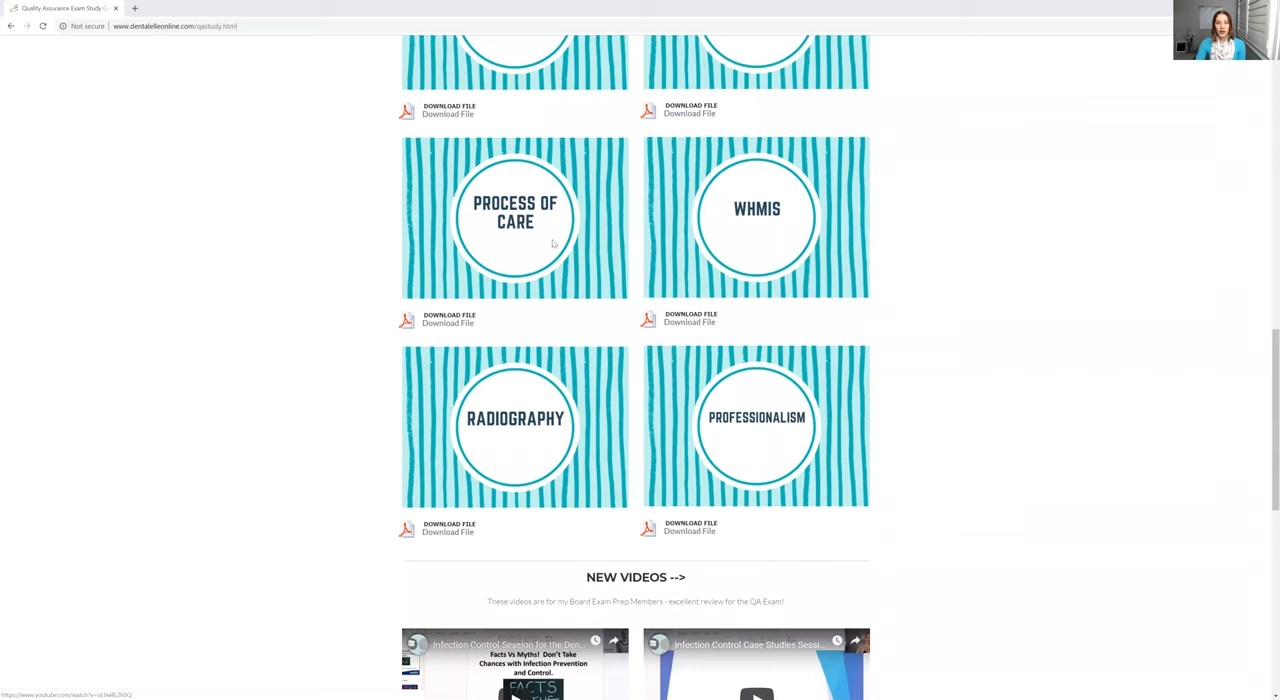 Quality Assurance Exam Study G
Not secure
www.dentalelleonline.com/qastudy.html
DOWNLOAD FILE
Download File
DOWNLOAD FILE
Download File
PROCESS OF
CARE
WHMIS
DOWNLOAD FILE
Download File
DOWNLOAD FILE
Download File
RADIOGRAPHY
PROFESSIONALISM
DOWNLOAD FILE
Download File
DOWNLOAD FILE
Download File
NEW VIDEOS -->
These videos are for my Board Exam Prep Members - excellent review for the QA Exam!
Infection Control Session for the Den...
Facts Vs Myths! Don't Take
Chances with Infection Prevention
and Control.
FACTS
Infection Control Case Studies Sessi...